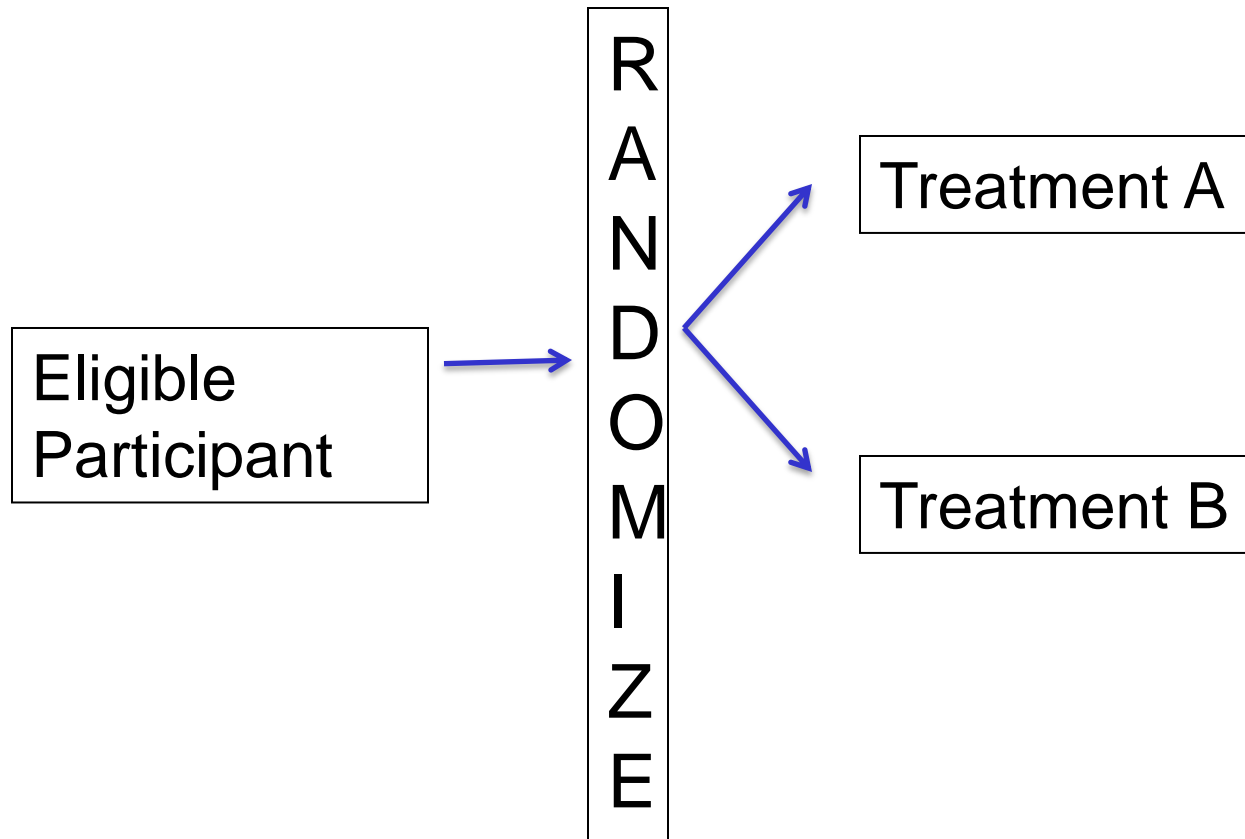 Eligible
Participant
R
A
N
D
O
M
I
Z
E
Treatment A
Treatment B